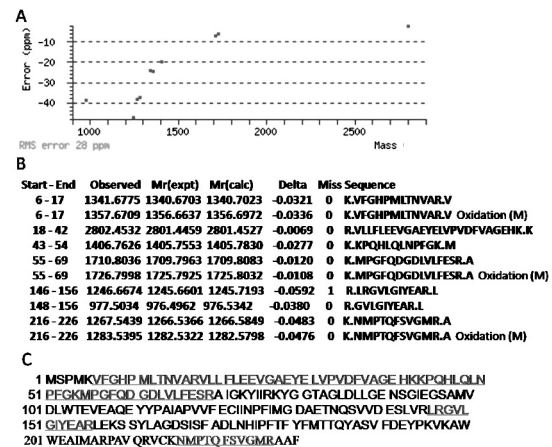 A
Error (ppm)
-10
-20
-30
-40
1000 1500 2000 2500
RMS error 28 ppm Mass
B
Start - End Observed Mr(expt) Mr(calc) Delta Miss Sequence
6 - 17 1341.6775 1340.6703 1340.7023 -0.0321 0 K.VFGHPMLTNVAR.V
6 - 17 1357.6709 1356.6637 1356.6972 -0.0336 0 K.VFGHPMLTNVAR.V Oxidation (M)
18 - 42 2802.4532 2801.4459 2801.4527 -0.0069 0 R.VLLFLEEVGAEYELVPVDFVAGEHK.K
43 - 54 1406.7626 1405.7553 1405.7830 -0.0277 0 K.KPQHLQLNPFGK.M
55 - 69 1710.8036 1709.7963 1709.8083 -0.0120 0 K.MPGFQDGDLVLFESR.A
55 - 69 1726.7998 1725.7925 1725.8032 -0.0108 0 K.MPGFQDGDLVLFESR.A Oxidation (M)
146 - 156 1246.6674 1245.6601 1245.7193 -0.0592 1 R.LRGVLGIYEAR.L
148 - 156 977.5034 976.4962 976.5342 -0.0380 0 R.GVLGIYEAR.L
216 - 226 1267.5439 1266.5366 1266.5849 -0.0483 0 K.NMPTQFSVGMR.A
216 - 226 1283.5395 1282.5322 1282.5798 -0.0476 0 K.NMPTQFSVGMR.A Oxidation (M)
C
1 MSPMKVFGHP MLTNVARVLL FLEEVGAEYE LVPVDFVAGE HKKPQHLQLN
51 PFGKMPGFQD GDLVLFESRA IGKYIIRKYG GTAGLDLLGE NSGIEGSAMV
101 DLWTEVEAQE YYPAIAPVVF ECIINPFIMG DAETNQSVVD ESLVRLRGVL
151 GIYEARLEKS SYLAGDSISF ADLNHIPFTF YFMTTQYASV FDEYPKVKAW
201 WEAIMARPAV QRVCKNMPTQ FSVGMRAAF